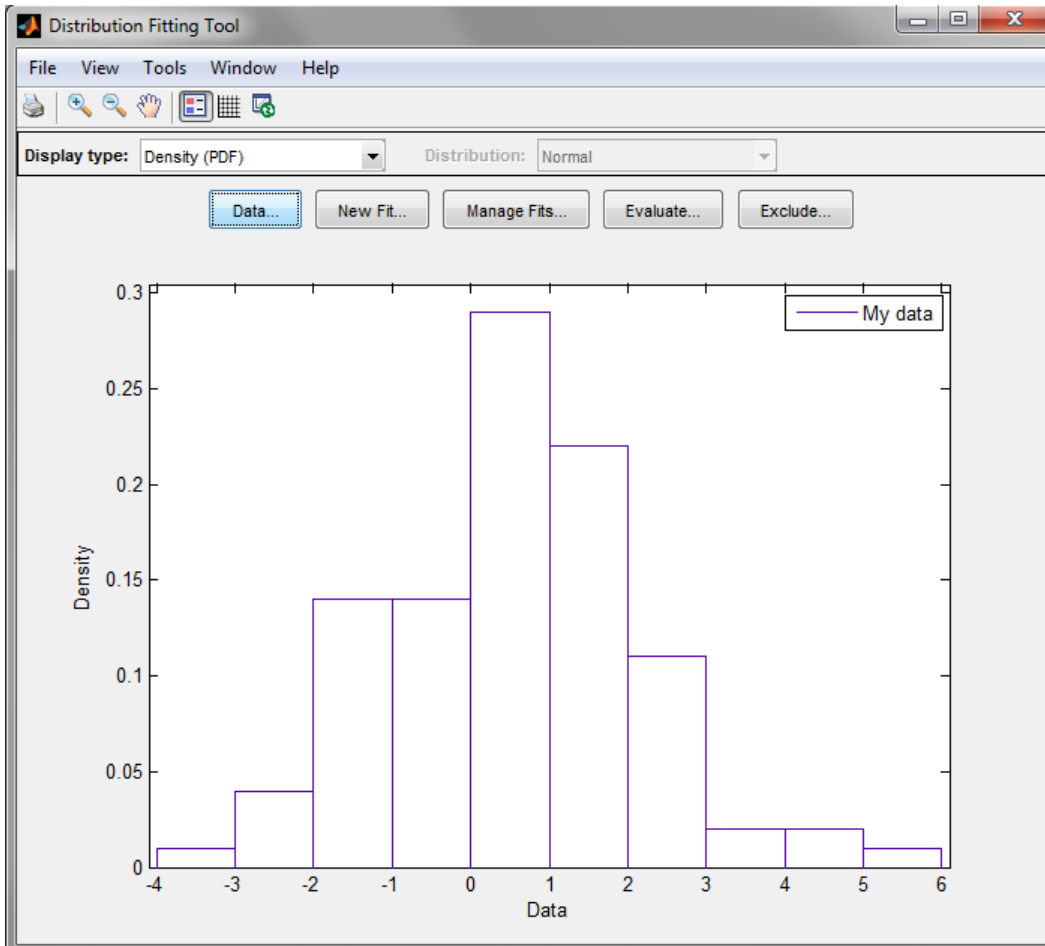 Distribution Fitting Tool
File View Tools Window Help
Display type: Density (PDF) Distribution: Normal
Data... New Fit... Manage Fits... Evaluate... Exclude...
My data
0.3
0.25
0.2
0.15
0.1
0.05
0
Density
-4 -3 -2 -1 0 1 2 3 4 5 6
Data